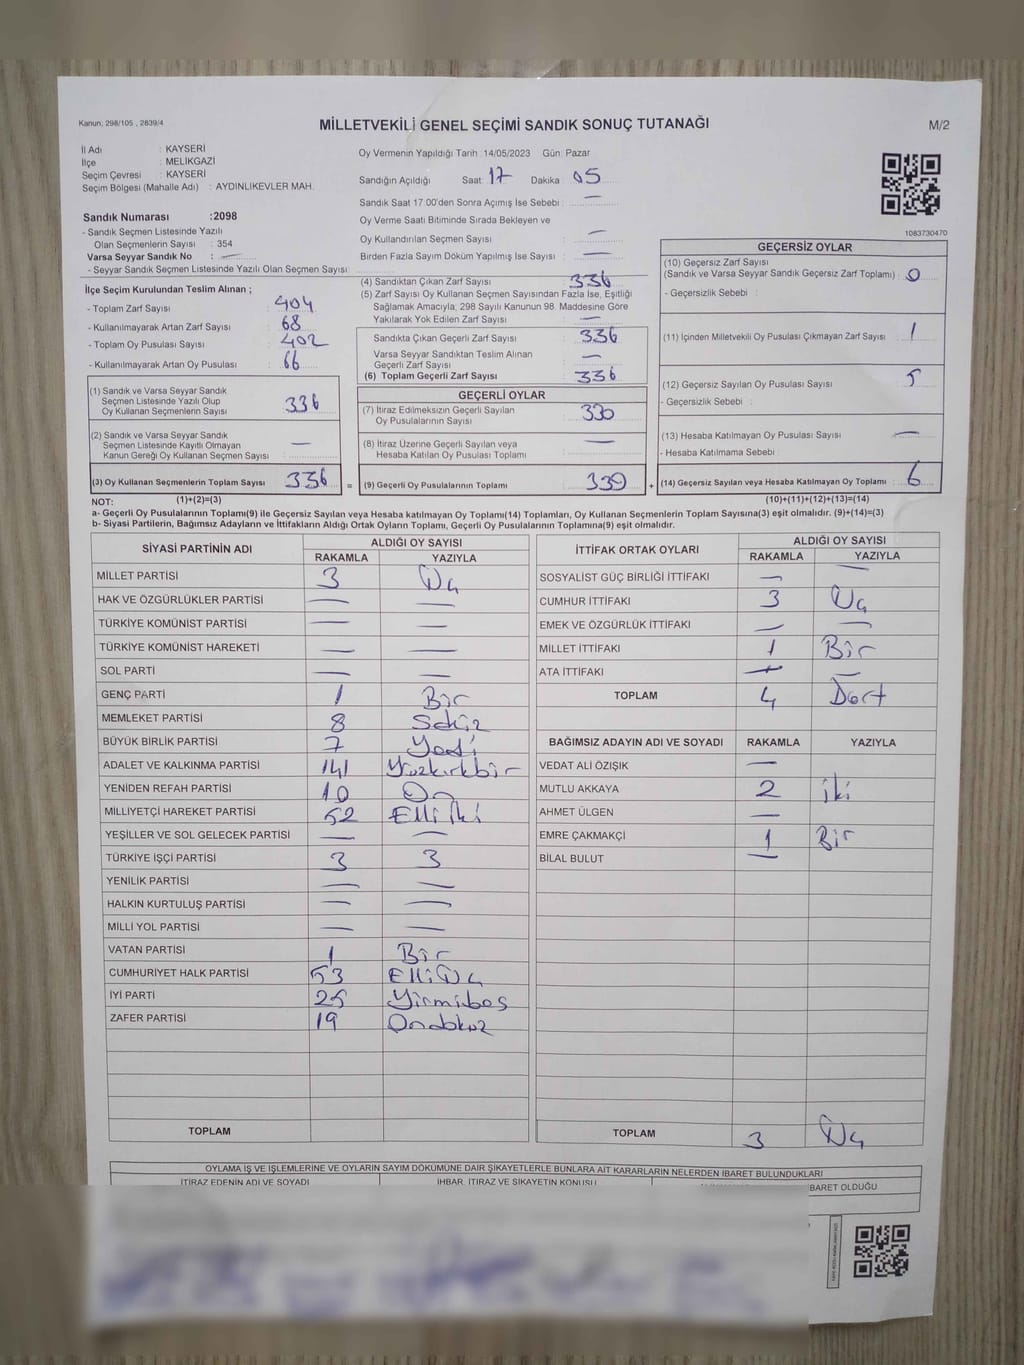 Kanun: 298/105 , 2839/4
MİLLETVEKİLİ GENEL SEÇİMİ SANDIK SONUÇ TUTANAĞI
M/2
İl Adı : KAYSERİ
İlçe : MELİKGAZİ
Seçim Çevresi : KAYSERİ
Seçim Bölgesi (Mahalle Adı) : AYDINLIKEVLER MAH.
Sandık Numarası :2098
- Sandık Seçmen Listesinde Yazılı
Olan Seçmenlerin Sayısı : 354
Varsa Seyyar Sandık No : —
- Seyyar Sandık Seçmen Listesinde Yazılı Olan Seçmen Sayısı:
Oy Vermenin Yapıldığı Tarih :14/05/2023 Gün: Pazar
Sandığın Açıldığı Saat: 17 Dakika : 05
Sandık Saat 17:00'den Sonra Açımış İse Sebebi : —
Oy Verme Saati Bitiminde Sırada Bekleyen ve
Oy Kullandırılan Seçmen Sayısı : —
Birden Fazla Sayım Döküm Yapılmış İse Sayısı : —
1083730470
İlçe Seçim Kurulundan Teslim Alınan ;
- Toplam Zarf Sayısı : 404
- Kullanılmayarak Artan Zarf Sayısı : 68
- Toplam Oy Pusulası Sayısı : 402
- Kullanılmayarak Artan Oy Pusulası : 66
(1) Sandık ve Varsa Seyyar Sandık
Seçmen Listesinde Yazılı Olup
Oy Kullanan Seçmenlerin Sayısı : 336
(2) Sandık ve Varsa Seyyar Sandık
Seçmen Listesinde Kayıtlı Olmayan
Kanun Gereği Oy Kullanan Seçmen Sayısı : —
(3) Oy Kullanan Seçmenlerin Toplam Sayısı : 336 =
(4) Sandıktan Çıkan Zarf Sayısı : 336
(5) Zarf Sayısı Oy Kullanan Seçmen Sayısından Fazla İse, Eşitliği
Sağlamak Amacıyla; 298 Sayılı Kanunun 98. Maddesine Göre
Yakılarak Yok Edilen Zarf Sayısı : —
Sandıkta Çıkan Geçerli Zarf Sayısı : 336
Varsa Seyyar Sandıktan Teslim Alınan
Geçerli Zarf Sayısı : —
(6) Toplam Geçerli Zarf Sayısı : 336
GEÇERLİ OYLAR
(7) İtiraz Edilmeksizin Geçerli Sayılan
Oy Pusulalarının Sayısı : 330
(8) İtiraz Üzerine Geçerli Sayılan veya
Hesaba Katılan Oy Pusulası Toplamı : —
(9) Geçerli Oy Pusulalarının Toplamı : 330 +
GEÇERSİZ OYLAR
(10) Geçersiz Zarf Sayısı
(Sandık ve Varsa Seyyar Sandık Geçersiz Zarf Toplamı) : 0
- Geçersizlik Sebebi :
(11) İçinden Milletvekili Oy Pusulası Çıkmayan Zarf Sayısı : 1
(12) Geçersiz Sayılan Oy Pusulası Sayısı : 5
- Geçersizlik Sebebi :
(13) Hesaba Katılmayan Oy Pusulası Sayısı : —
- Hesaba Katılmama Sebebi :
(14) Geçersiz Sayılan veya Hesaba Katılmayan Oy Toplamı : 6
NOT: (1)+(2)=(3) (10)+(11)+(12)+(13)=(14)
a- Geçerli Oy Pusulalarının Toplamı(9) ile Geçersiz Sayılan veya Hesaba katılmayan Oy Toplamı(14) Toplamları, Oy Kullanan Seçmenlerin Toplam Sayısına(3) eşit olmalıdır. (9)+(14)=(3)
b- Siyasi Partilerin, Bağımsız Adayların ve İttifakların Aldığı Ortak Oyların Toplamı, Geçerli Oy Pusulalarının Toplamına(9) eşit olmalıdır.
SİYASİ PARTİNİN ADI ALDIĞI OY SAYISI
RAKAMLA YAZIYLA
MİLLET PARTİSİ 3 Üç
HAK VE ÖZGÜRLÜKLER PARTİSİ — —
TÜRKİYE KOMÜNİST PARTİSİ — —
TÜRKİYE KOMÜNİST HAREKETİ — —
SOL PARTİ — —
GENÇ PARTİ 1 Bir
MEMLEKET PARTİSİ 8 Sekiz
BÜYÜK BİRLİK PARTİSİ 7 Yedi
ADALET VE KALKINMA PARTİSİ 141 Yüzkırkbir
YENİDEN REFAH PARTİSİ 10 On
MİLLİYETÇİ HAREKET PARTİSİ 52 Elli iki
YEŞİLLER VE SOL GELECEK PARTİSİ — —
TÜRKİYE İŞÇİ PARTİSİ 3 3
YENİLİK PARTİSİ — —
HALKIN KURTULUŞ PARTİSİ — —
MİLLİ YOL PARTİSİ — —
VATAN PARTİSİ 1 Bir
CUMHURİYET HALK PARTİSİ 53 Elli Üç
İYİ PARTİ 25 Yirmibeş
ZAFER PARTİSİ 19 Ondokuz
TOPLAM
İTTİFAK ORTAK OYLARI ALDIĞI OY SAYISI
RAKAMLA YAZIYLA
SOSYALİST GÜÇ BİRLİĞİ İTTİFAKI — —
CUMHUR İTTİFAKI 3 Üç
EMEK VE ÖZGÜRLÜK İTTİFAKI — —
MİLLET İTTİFAKI 1 Bir
ATA İTTİFAKI — —
TOPLAM 4 Dört
BAĞIMSIZ ADAYIN ADI VE SOYADI RAKAMLA YAZIYLA
VEDAT ALİ ÖZIŞIK —
MUTLU AKKAYA 2 iki
AHMET ÜLGEN —
EMRE ÇAKMAKÇİ 1 Bir
BİLAL BULUT —
TOPLAM 3 Üç
OYLAMA İŞ VE İŞLEMLERİNE VE OYLARIN SAYIM DÖKÜMÜNE DAİR ŞİKAYETLERLE BUNLARA AİT KARARLARIN NELERDEN İBARET BULUNDUKLARI
İTİRAZ EDENİN ADI VE SOYADI İHBAR, İTİRAZ VE ŞİKAYETİN KONUSU BARET OLDUĞU